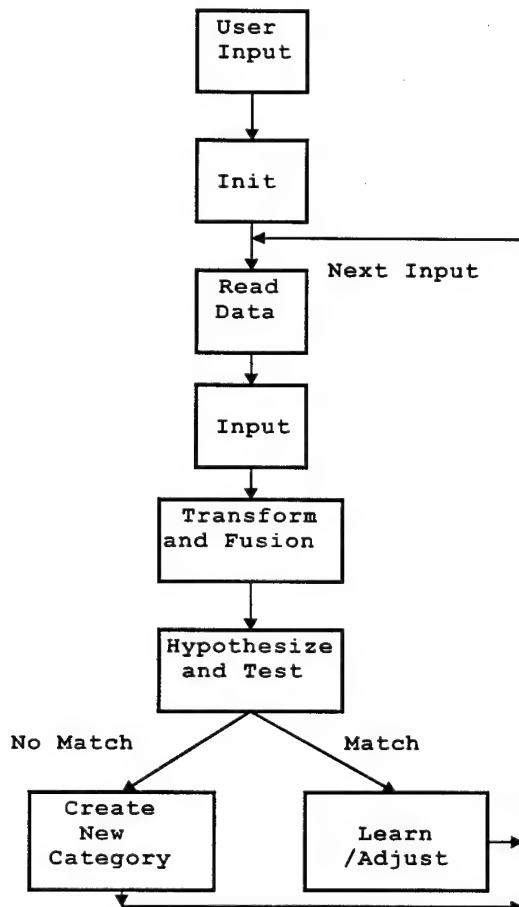 User
Input
Init
Next Input
Read
Data
Input
Transform
and Fusion
Hypothesize
and Test
No Match
Match
Create
New
Category
Learn
/Adjust